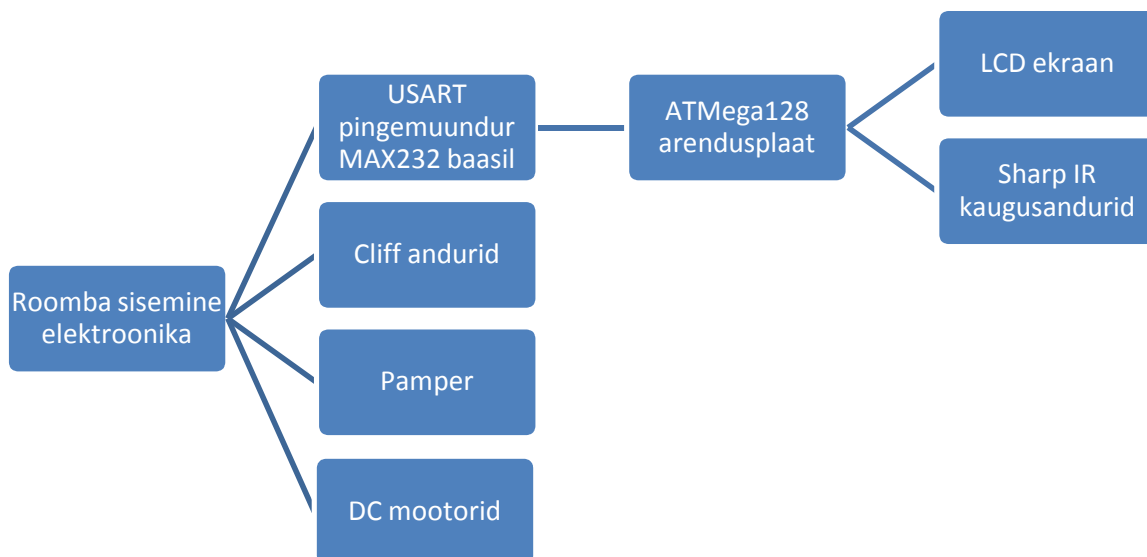 Roomba sisemine
elektroonika
USART
pingemuundur
MAX232 baasil
Cliff andurid
Pamper
DC mootorid
ATMega128
arendusplaat
LCD ekraan
Sharp IR
kaugusandurid